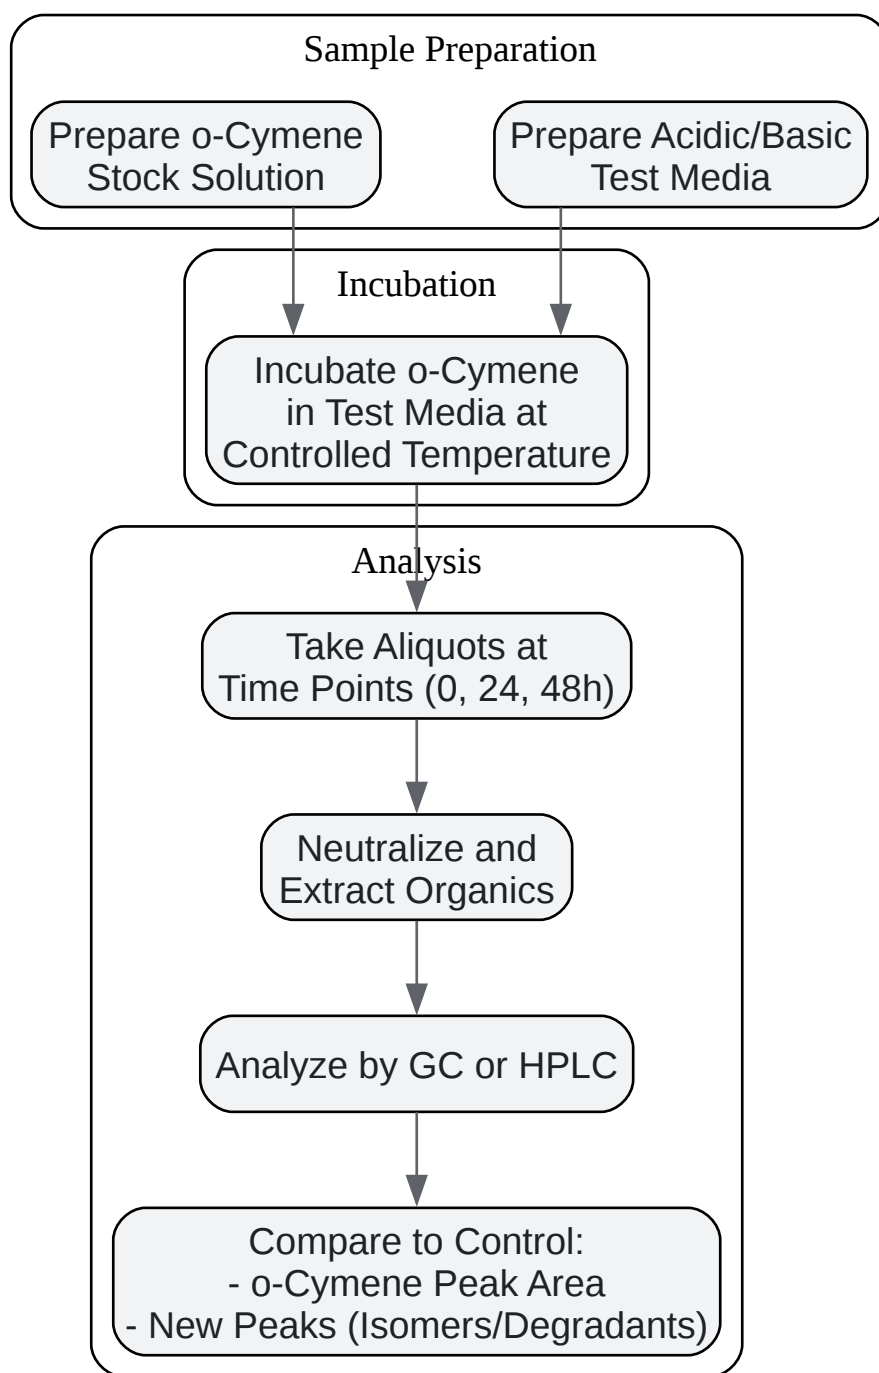 Sample Preparation
Prepare o-Cymene
Stock Solution
Prepare Acidic/Basic
Test Media
Incubation
Incubate o-Cymene
in Test Media at
Controlled Temperature
Analysis
Take Aliquots at
Time Points (0, 24, 48h)
Neutralize and
Extract Organics
Analyze by GC or HPLC
Compare to Control:
- o-Cymene Peak Area
- New Peaks (Isomers/Degradants)